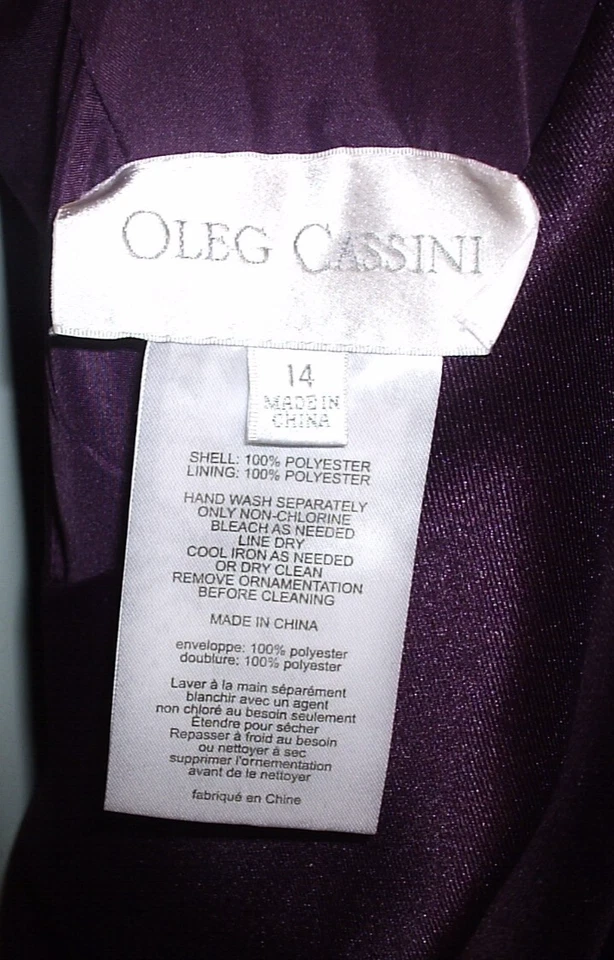 OLEG CASSINI
14
MADE IN
CHINA
SHELL: 100% POLYESTER
LINING: 100% POLYESTER
HAND WASH SEPARATELY
ONLY NON-CHLORINE
BLEACH AS NEEDED
LINE DRY
COOL IRON AS NEEDED
OR DRY CLEAN
REMOVE ORNAMENTATION
BEFORE CLEANING
MADE IN CHINA
enveloppe: 100% polyester
doublure: 100% polyester
Laver à la main séparément
blanchir avec un agent
non chloré au besoin seulement
Étendre pour sécher
Repasser à froid au besoin
ou nettoyer à sec
supprimer l'ornementation
avant de le nettoyer
fabriqué en Chine